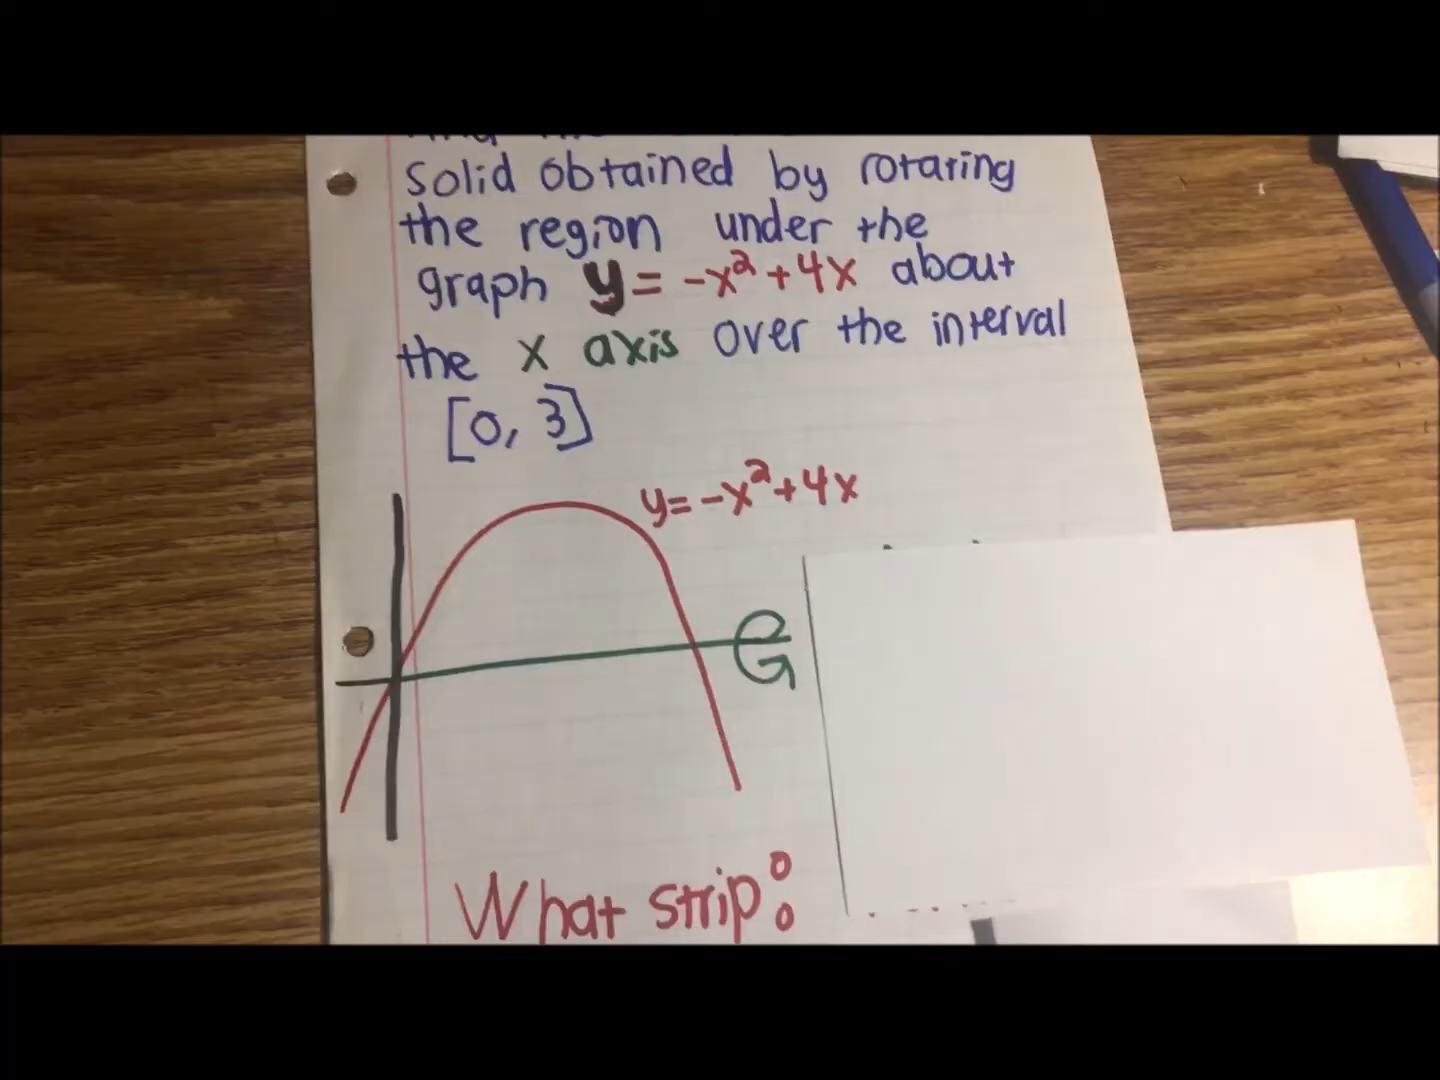 solid obtained by rotating
the region under the
graph y = -x² + 4x about
the x axis over the interval
[0, 3]
y = -x² + 4x
What strip: